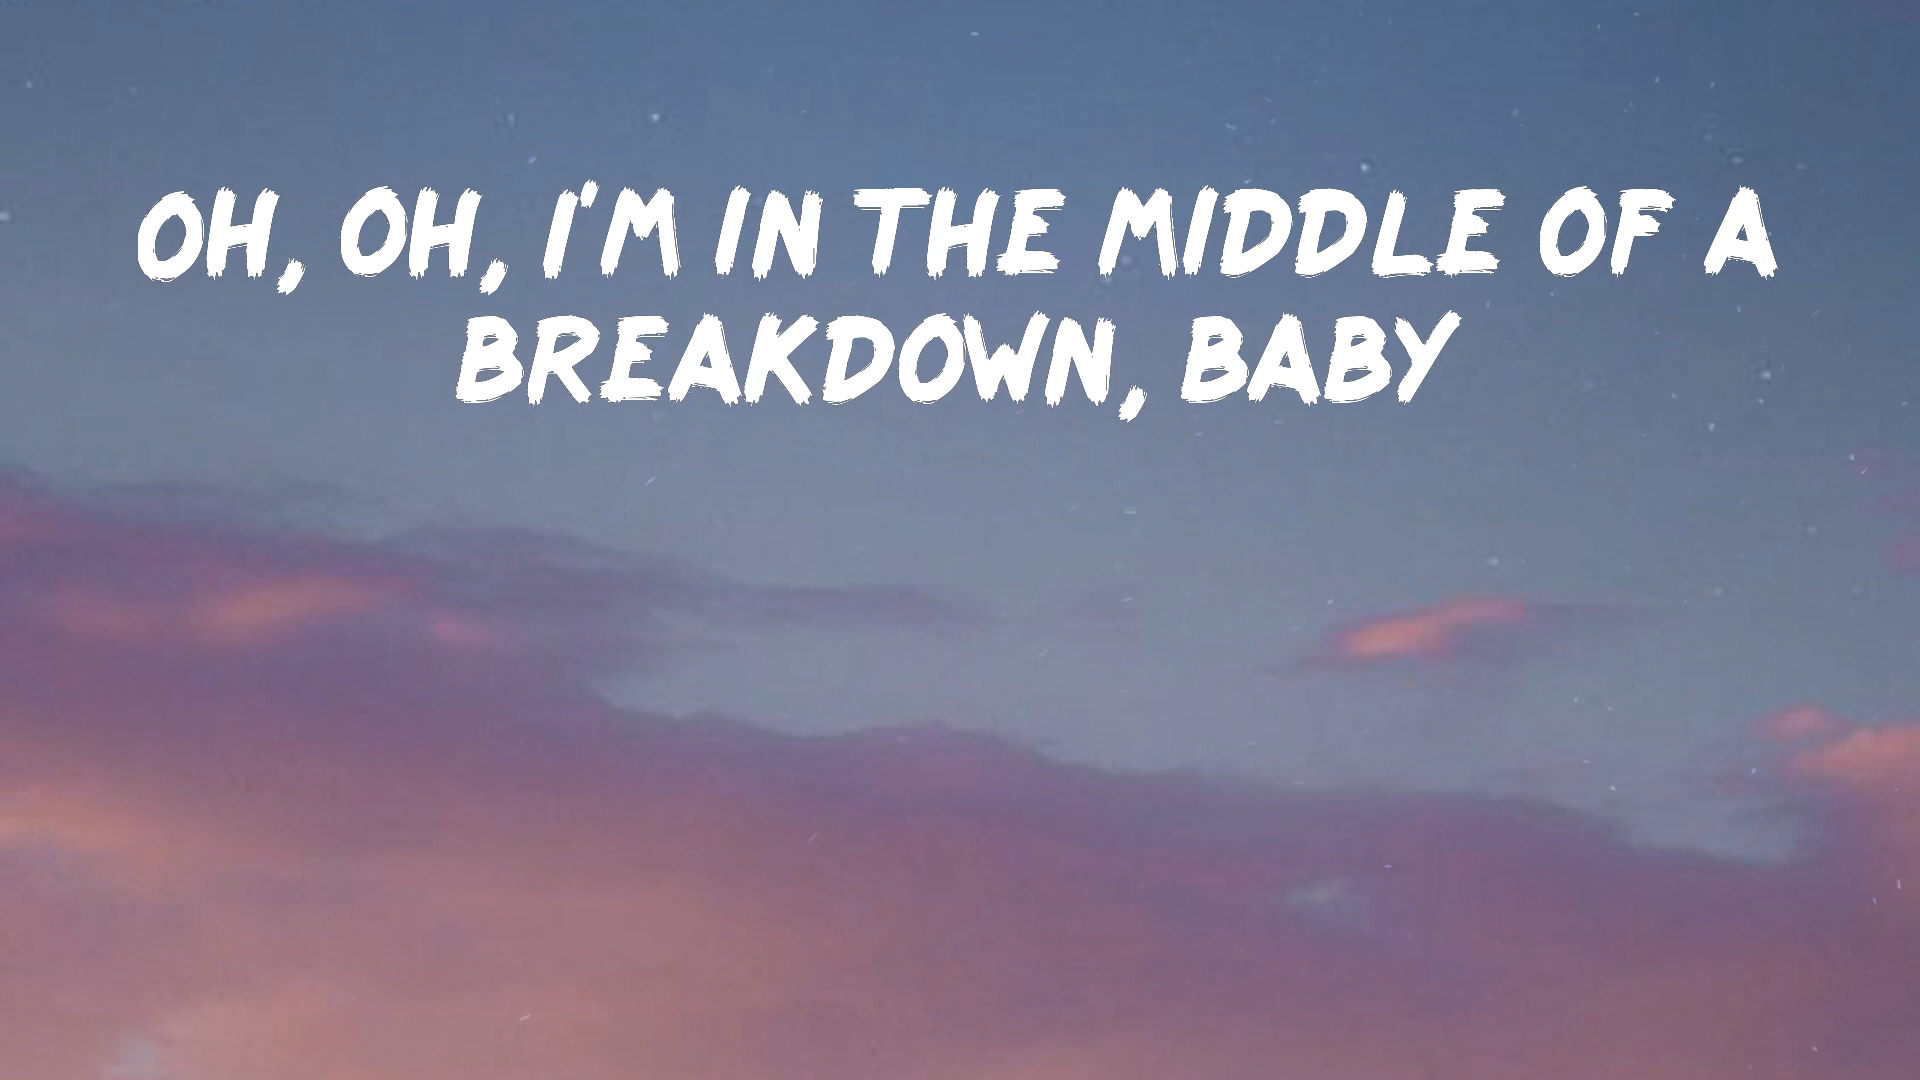 OH, OH, I'M IN THE MIDDLE OF A
BREAKDOWN, BABY